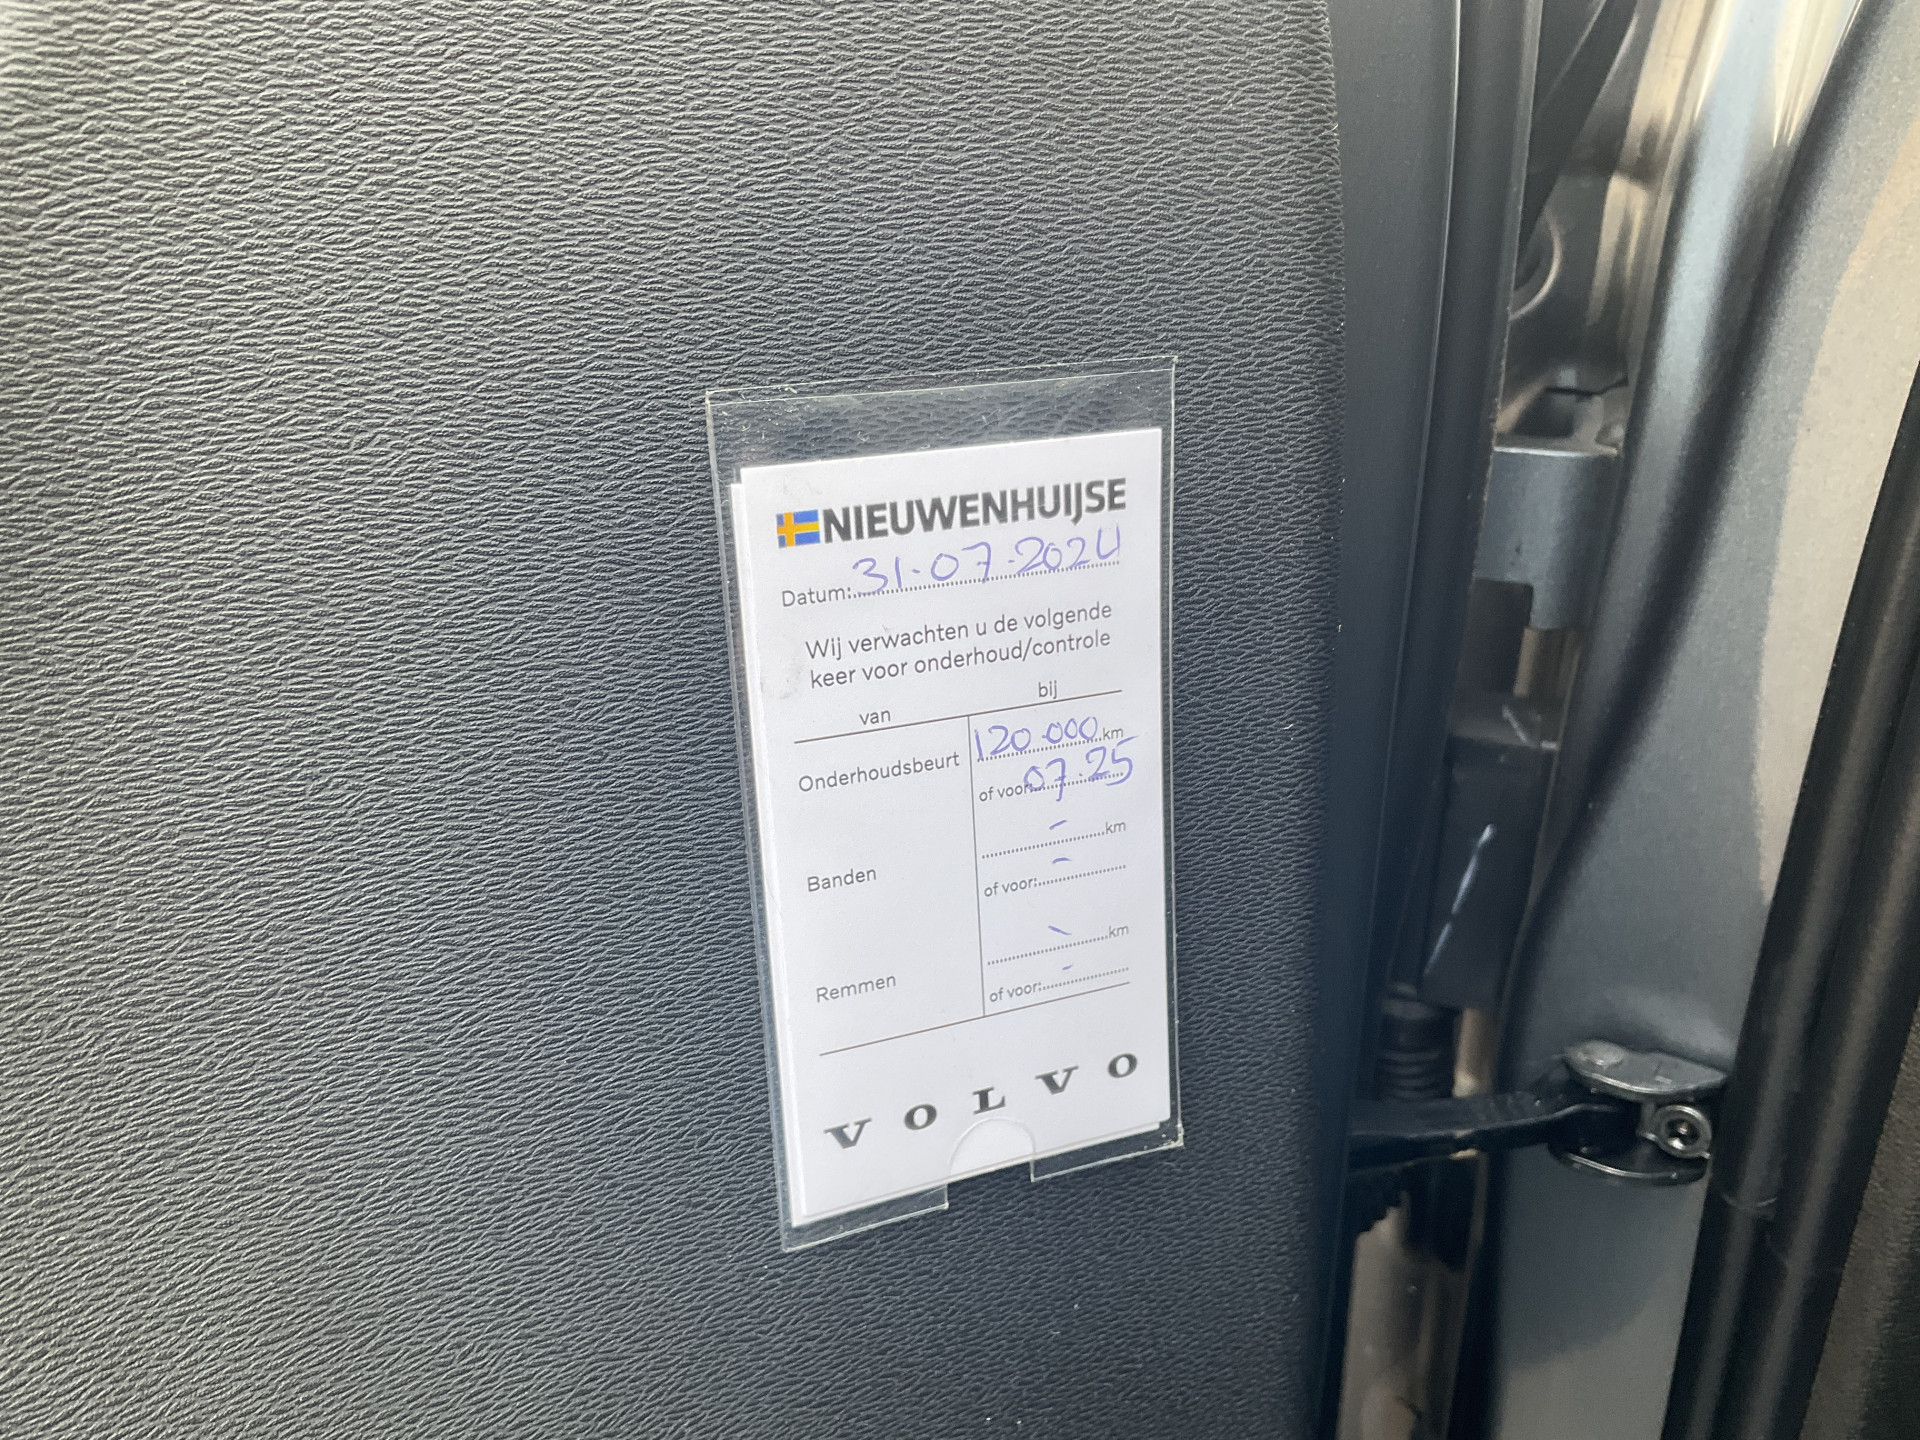 NIEUWENHUIJSE
Datum: 31-07-2024
Wij verwachten u de volgende
keer voor onderhoud/controle
van bij
Onderhoudsbeurt 120.000 km
of voor: 07-25
- km
Banden
of voor: -
- km
Remmen
of voor: -
VOLVO